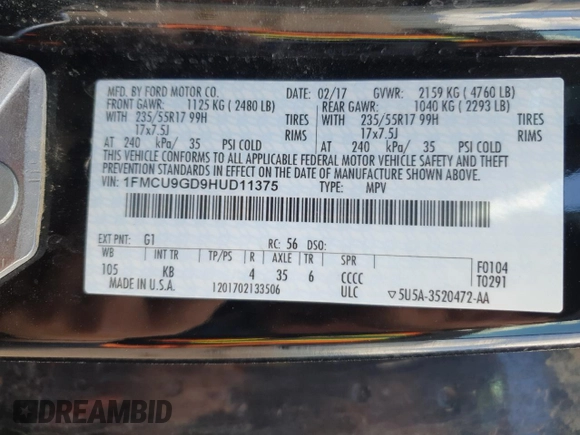 MFD. BY FORD MOTOR CO. DATE: 02/17 GVWR: 2159 KG ( 4760 LB)
FRONT GAWR: 1125 KG ( 2480 LB) REAR GAWR: 1040 KG ( 2293 LB)
WITH 235/55R17 99H TIRES WITH 235/55R17 99H TIRES
17x7.5J RIMS 17x7.5J RIMS
AT 240 kPa/ 35 PSI COLD AT 240 kPa/ 35 PSI COLD
THIS VEHICLE CONFORMS TO ALL APPLICABLE FEDERAL MOTOR VEHICLE SAFETY AND THEFT
PREVENTION STANDARDS IN EFFECT ON THE DATE OF MANUFACTURE SHOWN ABOVE.
VIN: 1FMCU9GD9HUD11375 TYPE: MPV
EXT PNT: G1 RC: 56 DSO:
WB INT TR TP/PS R AXLE TR SPR F0104
105 KB 4 35 6 CCCC T0291
MADE IN U.S.A. 1201702133506 ULC 5U5A-3520472-AA
DREAMBID